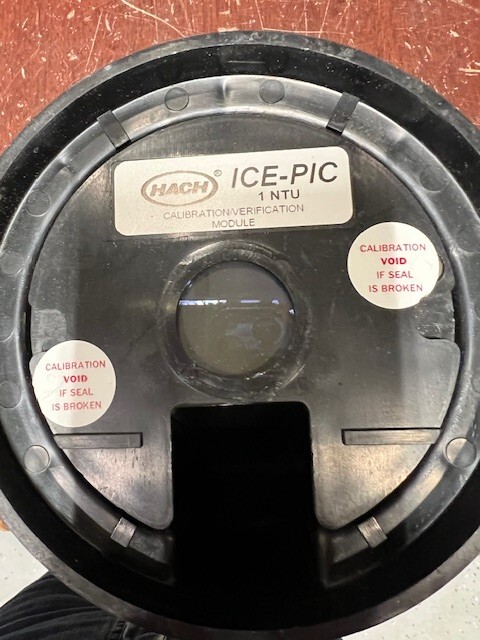 HACH® ICE-PIC
1 NTU
CALIBRATION/VERIFICATION
MODULE
CALIBRATION
VOID
IF SEAL
IS BROKEN
CALIBRATION
VOID
IF SEAL
IS BROKEN